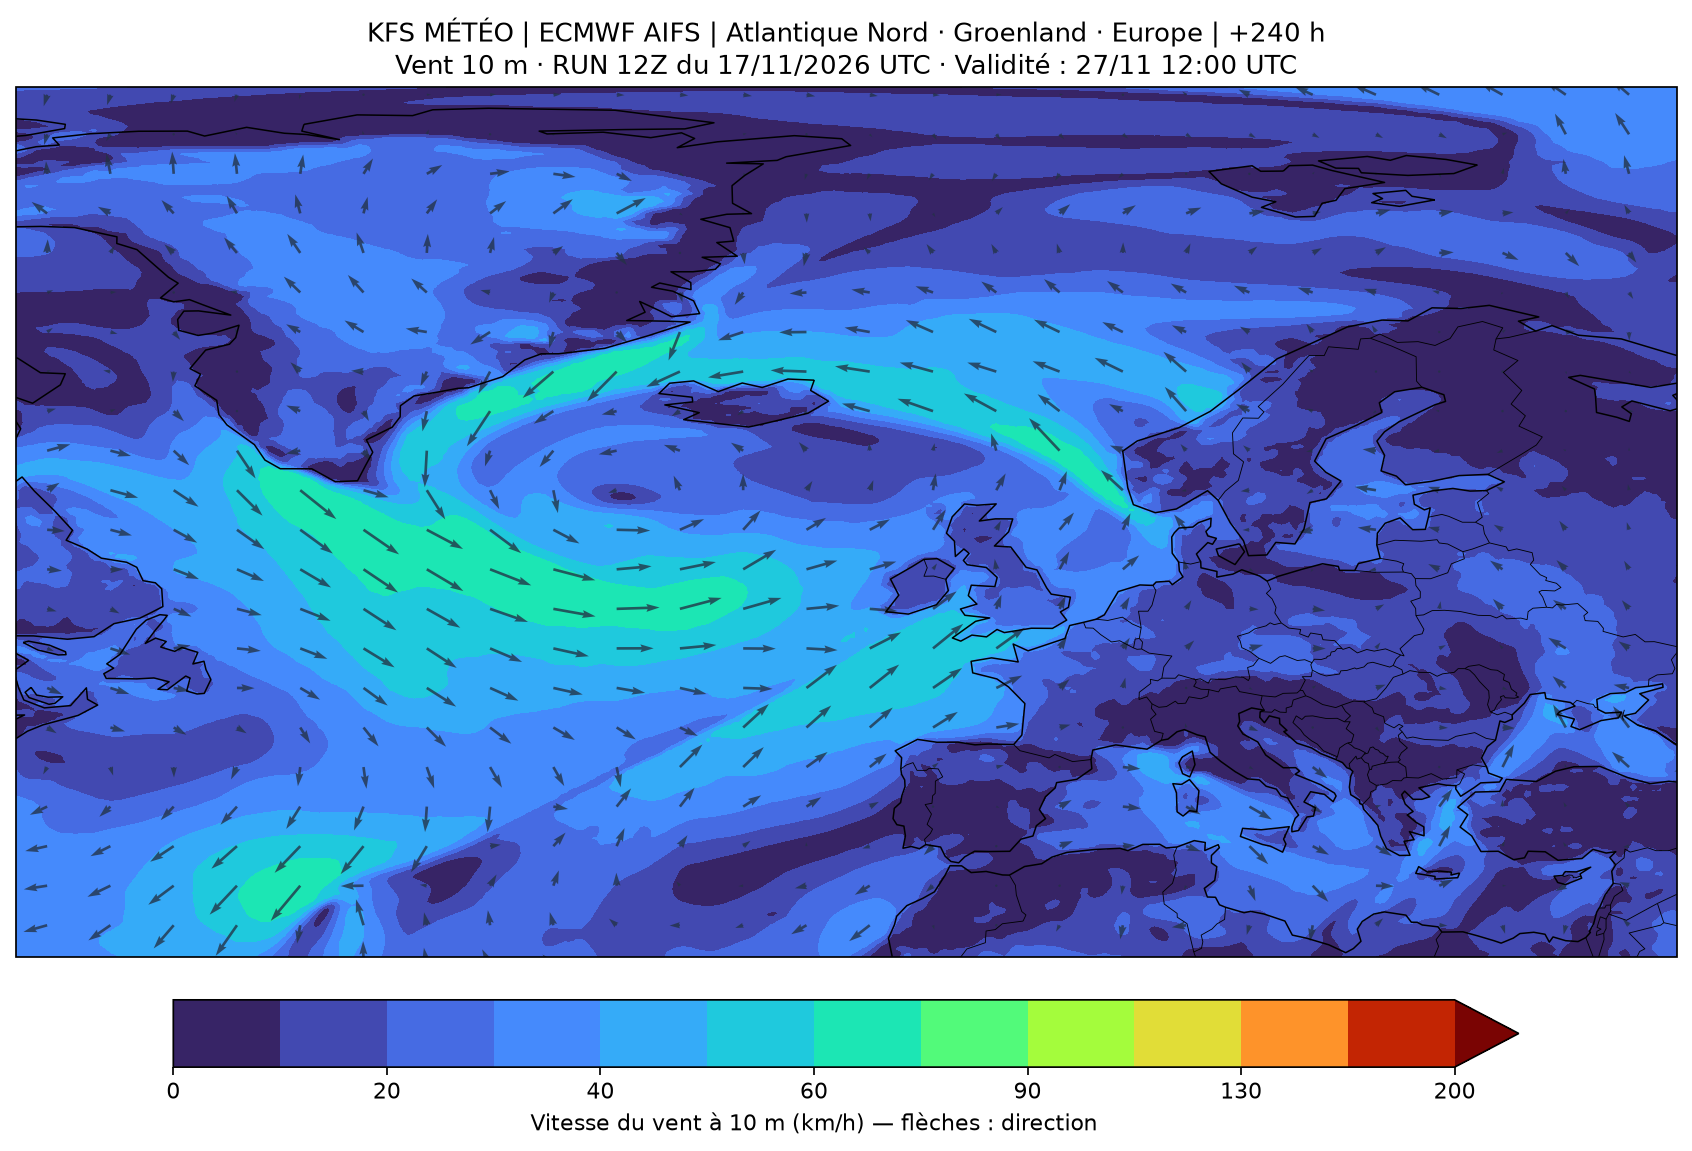 KFS MÉTÉO | ECMWF AIFS | Atlantique Nord · Groenland · Europe | +240 h
Vent 10 m · RUN 12Z du 17/11/2026 UTC · Validité : 27/11 12:00 UTC
0 20 40 60 90 130 200
Vitesse du vent à 10 m (km/h) — flèches : direction